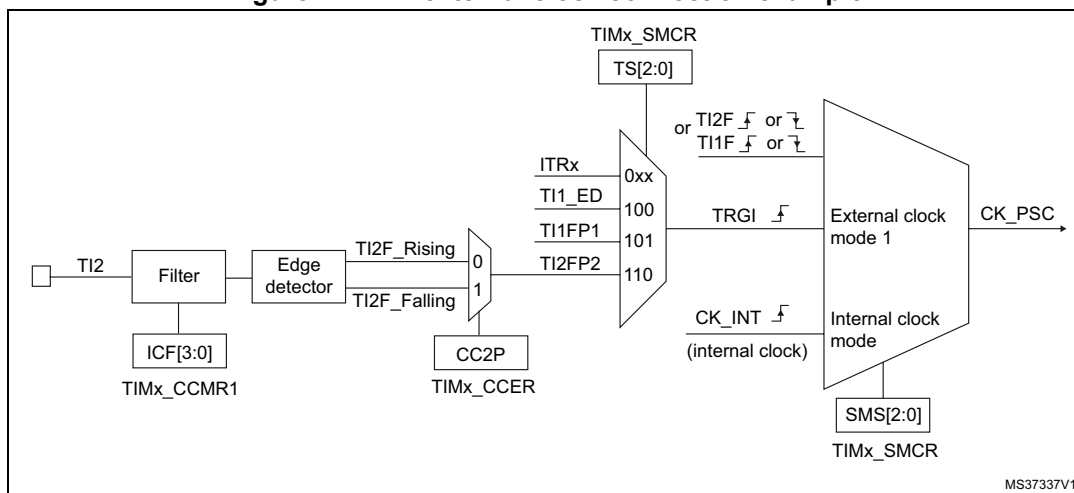 TIMx_SMCR
TS[2:0]
or TI2F or
TI1F or
ITRx
0xx
TI1_ED
100
TI1FP1
101
TI2FP2
110
TRGI
External clock
mode 1
CK_PSC
TI2
Filter
Edge
detector
TI2F_Rising
0
TI2F_Falling
1
ICF[3:0]
TIMx_CCMR1
CC2P
TIMx_CCER
CK_INT
(internal clock)
Internal clock
mode
SMS[2:0]
TIMx_SMCR
MS37337V1